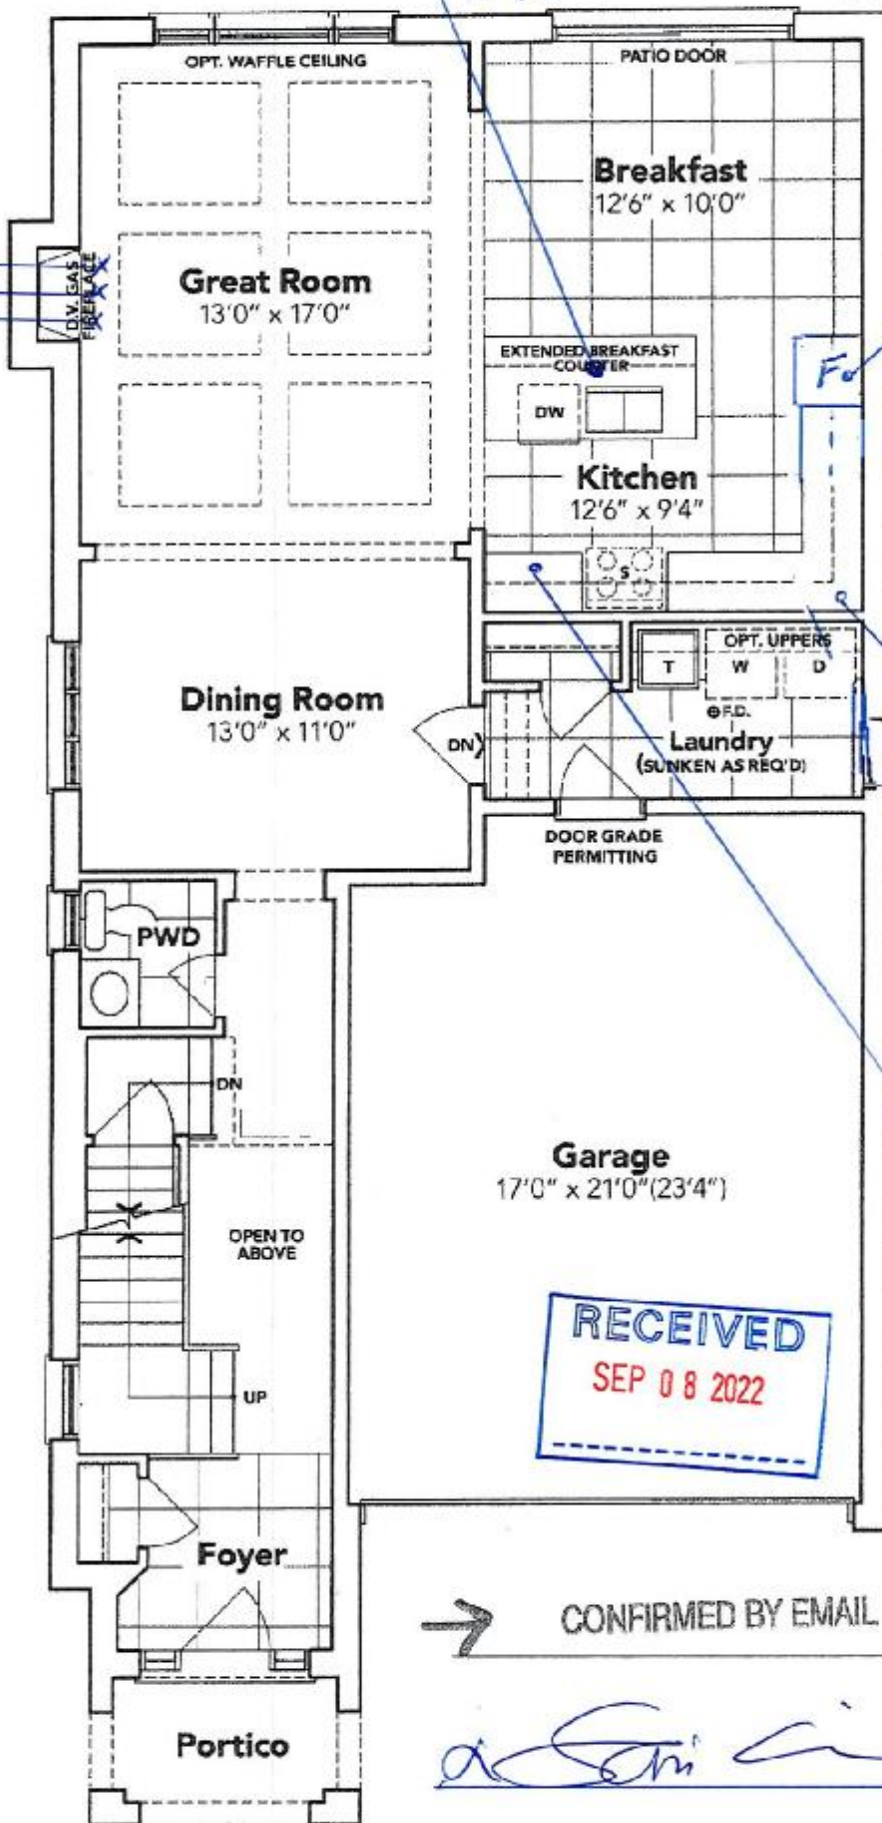 OPT. WAFFLE CEILING
PATIO DOOR
Breakfast
12'6" x 10'0"
D.V. GAS
FIREPLACE
Great Room
13'0" x 17'0"
EXTENDED BREAKFAST
COUNTER
F
DW
Kitchen
12'6" x 9'4"
S
OPT. UPPERS
T
W
D
Dining Room
13'0" x 11'0"
DN
F.D.
Laundry
(SUNKEN AS REQ'D)
DOOR GRADE
PERMITTING
PWD
DN
Garage
17'0" x 21'0"(23'4")
OPEN TO
ABOVE
RECEIVED
SEP 08 2022
UP
Foyer
CONFIRMED BY EMAIL
Portico